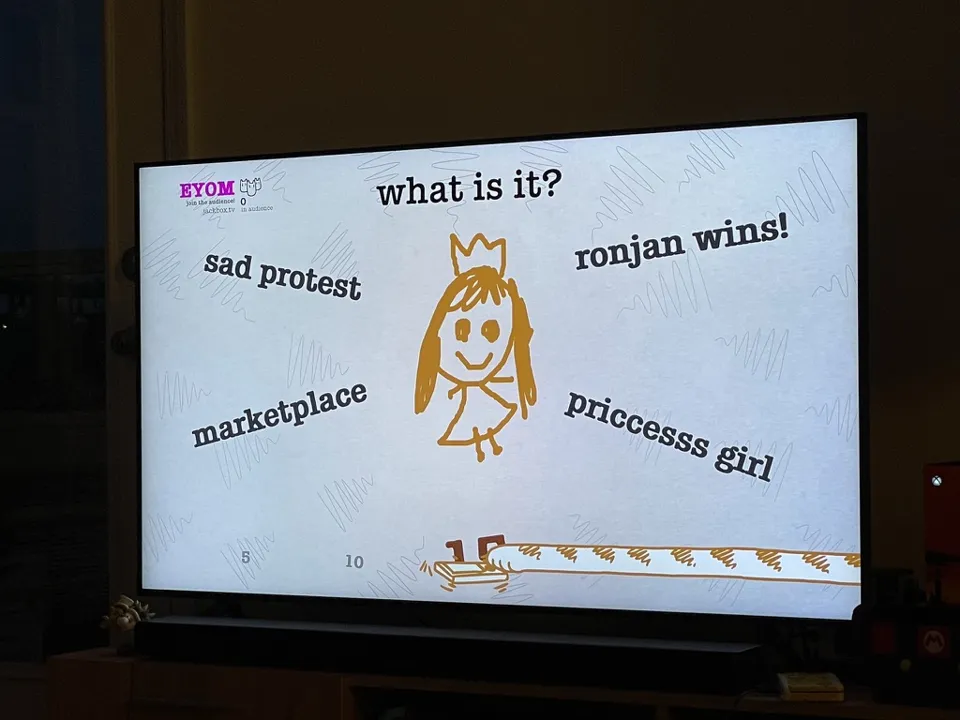 EYOM
join the audience!
jackbox.tv
0
in audience
what is it?
sad protest
ronjan wins!
marketplace
priccesss girl
5
10
15